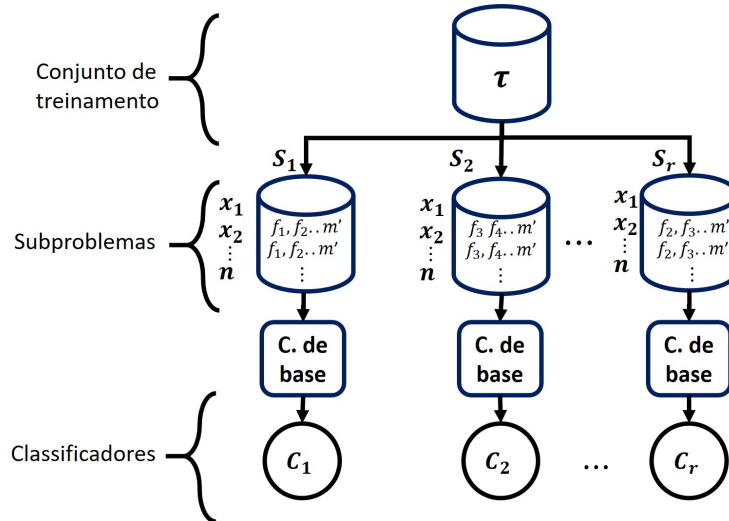 Conjunto de
treinamento
τ
S₁
S₂
Sᵣ
Subproblemas
x₁
x₂
⋮
n
f₁, f₂..m'
f₁, f₂..m'
⋮
x₁
x₂
⋮
n
f₃ f₄..m'
f₃, f₄..m'
⋮
...
x₁
x₂
⋮
n
f₂, f₃..m'
f₂, f₃..m'
⋮
C. de
base
C. de
base
C. de
base
Classificadores
C₁
C₂
...
Cᵣ